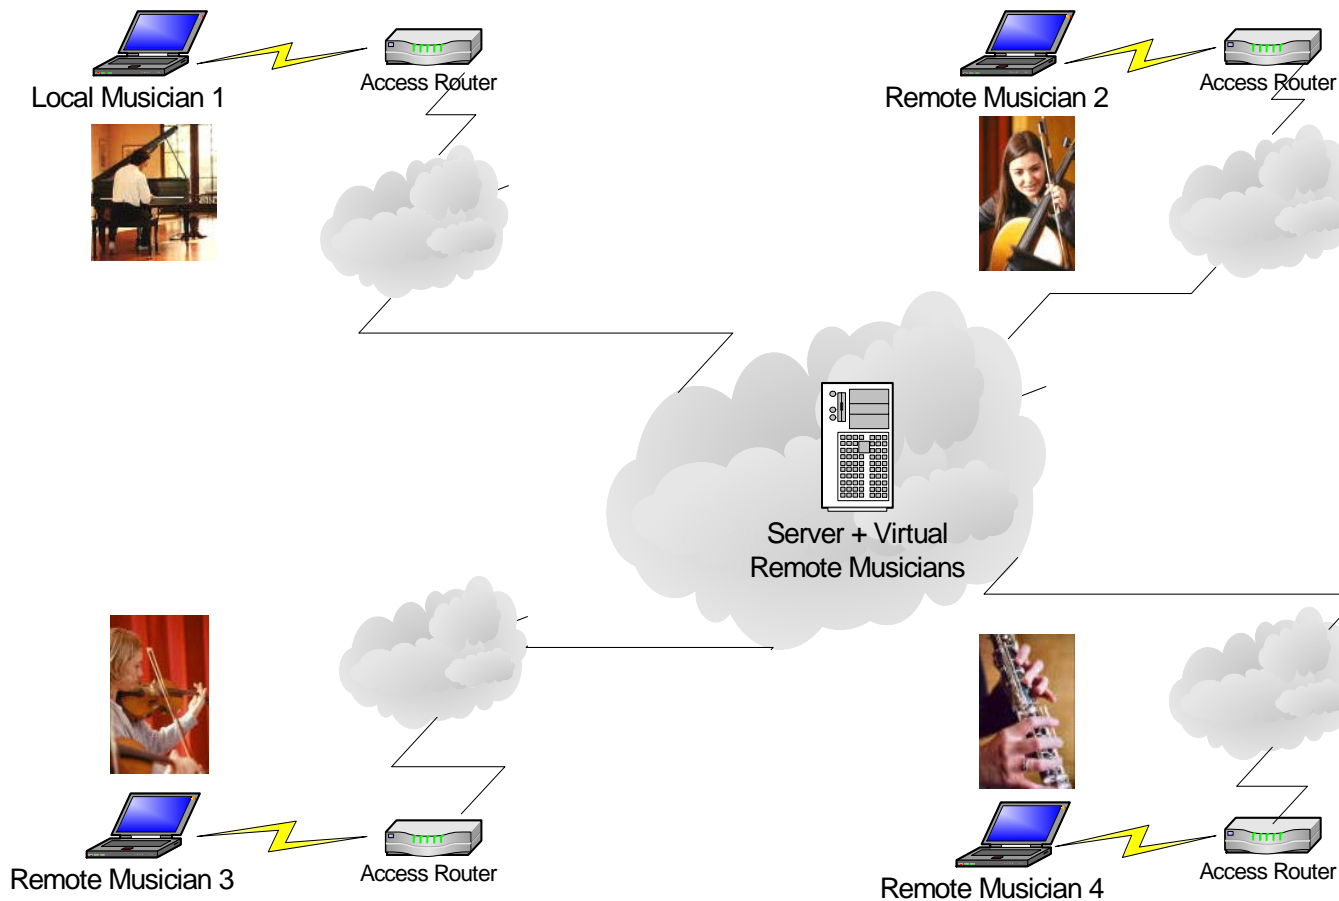 Access Router
Local Musician 1
Access Router
Remote Musician 2
Server + Virtual
Remote Musicians
Access Router
Remote Musician 3
Access Router
Remote Musician 4